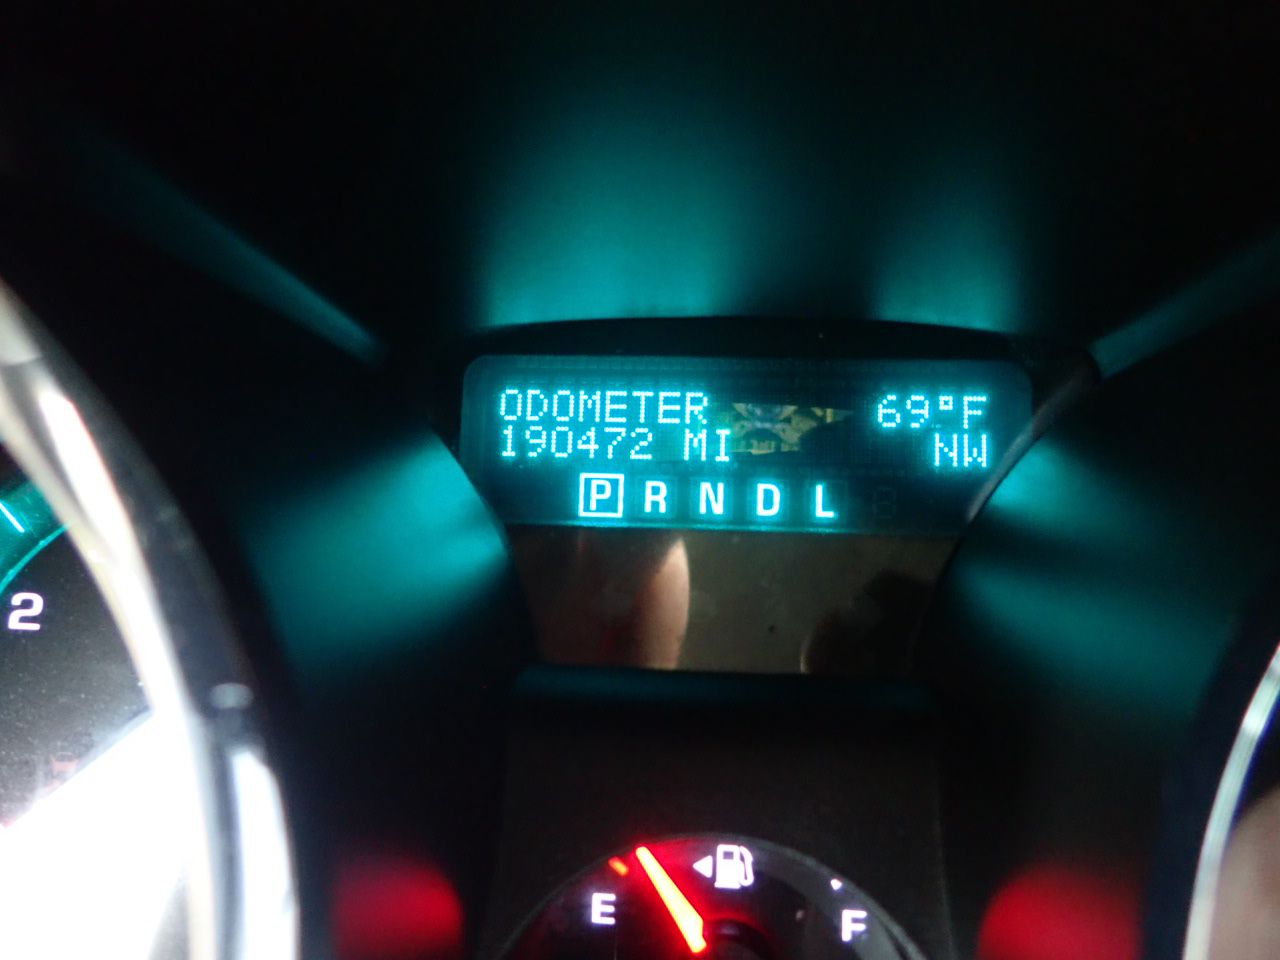 ODOMETER 69°F
190472 MI NW
P R N D L
2
E F